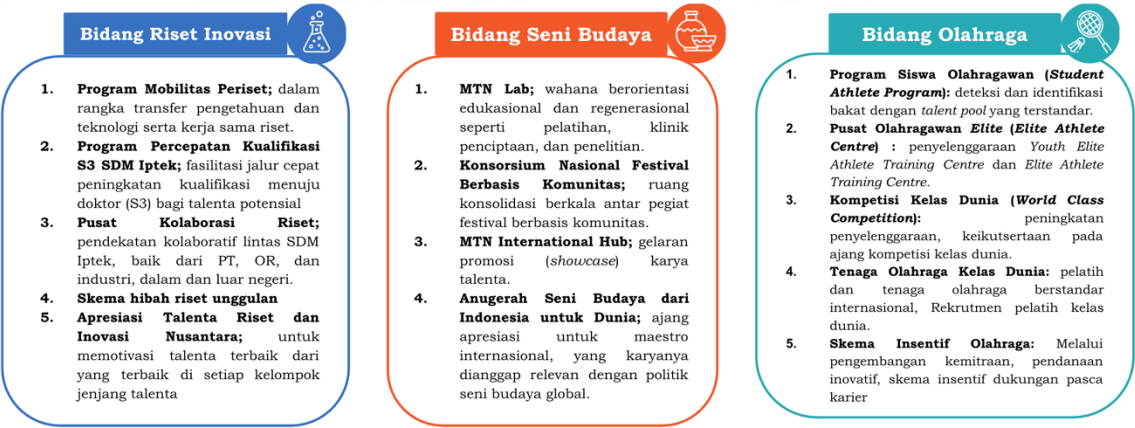 Bidang Riset Inovasi
1. Program Mobilitas Periset; dalam
rangka transfer pengetahuan dan
teknologi serta kerja sama riset.
2. Program Percepatan Kualifikasi
S3 SDM Iptek; fasilitasi jalur cepat
peningkatan kualifikasi menuju
doktor (S3) bagi talenta potensial
3. Pusat Kolaborasi Riset;
pendekatan kolaboratif lintas SDM
Iptek, baik dari PT, OR, dan
industri, dalam dan luar negeri.
4. Skema hibah riset unggulan
5. Apresiasi Talenta Riset dan
Inovasi Nusantara; untuk
memotivasi talenta terbaik dari
yang terbaik di setiap kelompok
jenjang talenta
Bidang Seni Budaya
1. MTN Lab; wahana berorientasi
edukasional dan regenerasional
seperti pelatihan, klinik
penciptaan, dan penelitian.
2. Konsorsium Nasional Festival
Berbasis Komunitas; ruang
konsolidasi berkala antar pegiat
festival berbasis komunitas.
3. MTN International Hub; gelaran
promosi (showcase) karya
talenta.
4. Anugerah Seni Budaya dari
Indonesia untuk Dunia; ajang
apresiasi untuk maestro
internasional, yang karyanya
dianggap relevan dengan politik
seni budaya global.
Bidang Olahraga
1. Program Siswa Olahragawan (Student
Athlete Program): deteksi dan identifikasi
bakat dengan talent pool yang terstandar.
2. Pusat Olahragawan Elite (Elite Athlete
Centre) : penyelenggaraan Youth Elite
Athlete Training Centre dan Elite Athlete
Training Centre.
3. Kompetisi Kelas Dunia (World Class
Competition): peningkatan
penyelenggaraan, keikutsertaan pada
ajang kompetisi kelas dunia.
4. Tenaga Olahraga Kelas Dunia: pelatih
dan tenaga olahraga berstandar
internasional, Rekrutmen pelatih kelas
dunia.
5. Skema Insentif Olahraga: Melalui
pengembangan kemitraan, pendanaan
inovatif, skema insentif dukungan pasca
karier